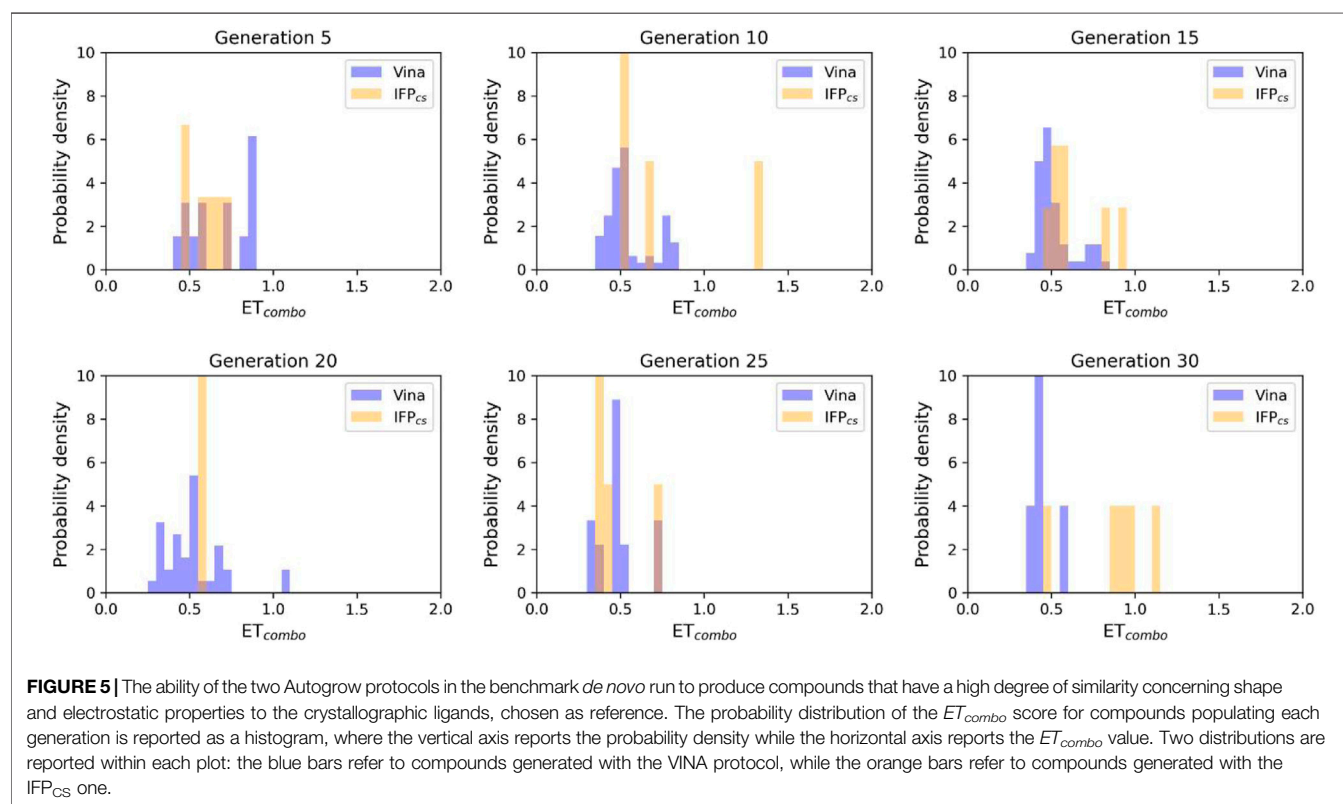 Generation 5
Generation 10
Generation 15
10
8
6
4
2
0
Probability density
Vina
IFPcs
0.0 0.5 1.0 1.5 2.0
ETcombo
10
8
6
4
2
0
Probability density
Vina
IFPcs
0.0 0.5 1.0 1.5 2.0
ETcombo
10
8
6
4
2
0
Probability density
Vina
IFPcs
0.0 0.5 1.0 1.5 2.0
ETcombo
Generation 20
Generation 25
Generation 30
10
8
6
4
2
0
Probability density
Vina
IFPcs
0.0 0.5 1.0 1.5 2.0
ETcombo
10
8
6
4
2
0
Probability density
Vina
IFPcs
0.0 0.5 1.0 1.5 2.0
ETcombo
10
8
6
4
2
0
Probability density
Vina
IFPcs
0.0 0.5 1.0 1.5 2.0
ETcombo
FIGURE 5 | The ability of the two Autogrow protocols in the benchmark de novo run to produce compounds that have a high degree of similarity concerning shape
and electrostatic properties to the crystallographic ligands, chosen as reference. The probability distribution of the ETcombo score for compounds populating each
generation is reported as a histogram, where the vertical axis reports the probability density while the horizontal axis reports the ETcombo value. Two distributions are
reported within each plot: the blue bars refer to compounds generated with the VINA protocol, while the orange bars refer to compounds generated with the
IFPCS one.